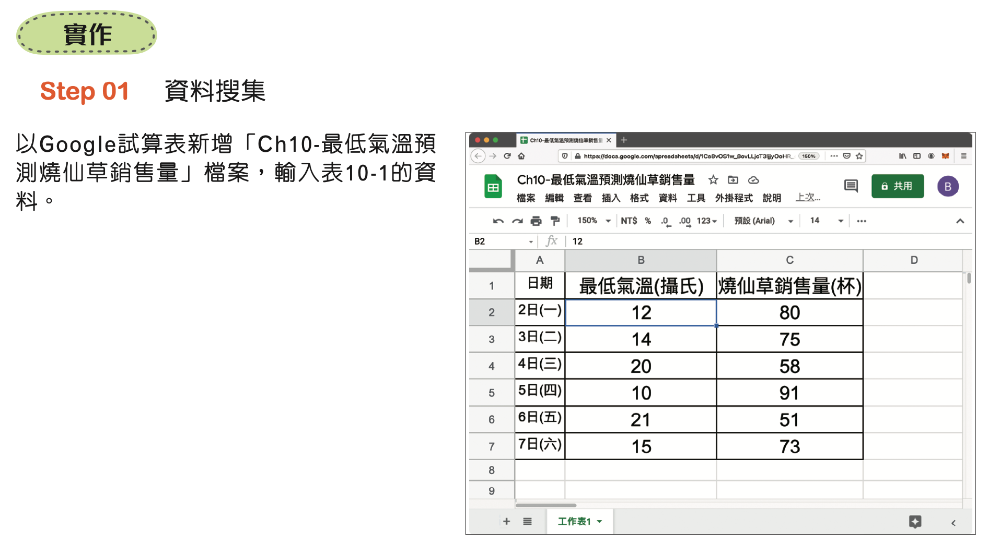 實作
Step 01 資料搜集
以Google試算表新增「Ch10-最低氣溫預
測燒仙草銷售量」檔案，輸入表10-1的資
料。
Ch10-最低氣溫預測燒仙草銷售量
150%
Ch10-最低氣溫預測燒仙草銷售量
檔案 編輯 查看 插入 格式 資料 工具 外掛程式 說明 上次...
共用 B
150% NT$ % .0 .00 123 預設 (Arial) 14
B2 fx 12
A B C D
1 日期 最低氣溫(攝氏) 燒仙草銷售量(杯)
2 2日(一) 12 80
3 3日(二) 14 75
4 4日(三) 20 58
5 5日(四) 10 91
6 6日(五) 21 51
7 7日(六) 15 73
8
9
工作表1